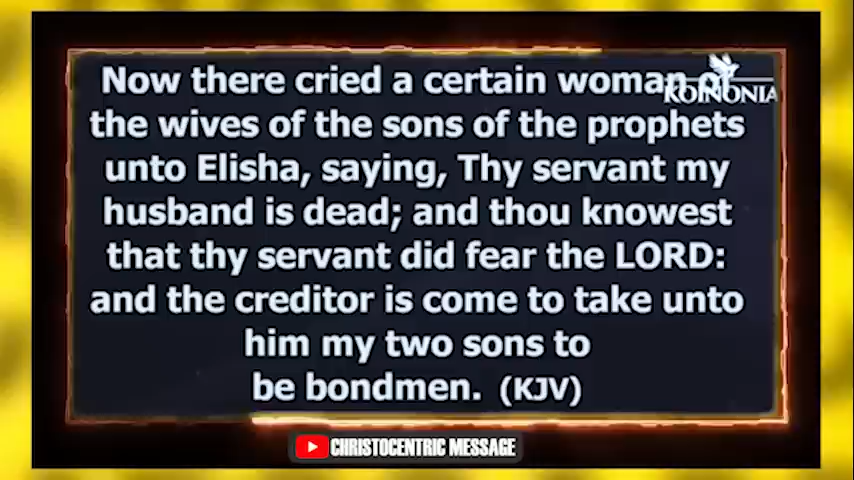 Now there cried a certain woman of
the wives of the sons of the prophets
unto Elisha, saying, Thy servant my
husband is dead; and thou knowest
that thy servant did fear the LORD:
and the creditor is come to take unto
him my two sons to
be bondmen. (KJV)
KOINONIA
CHRISTOCENTRIC MESSAGE